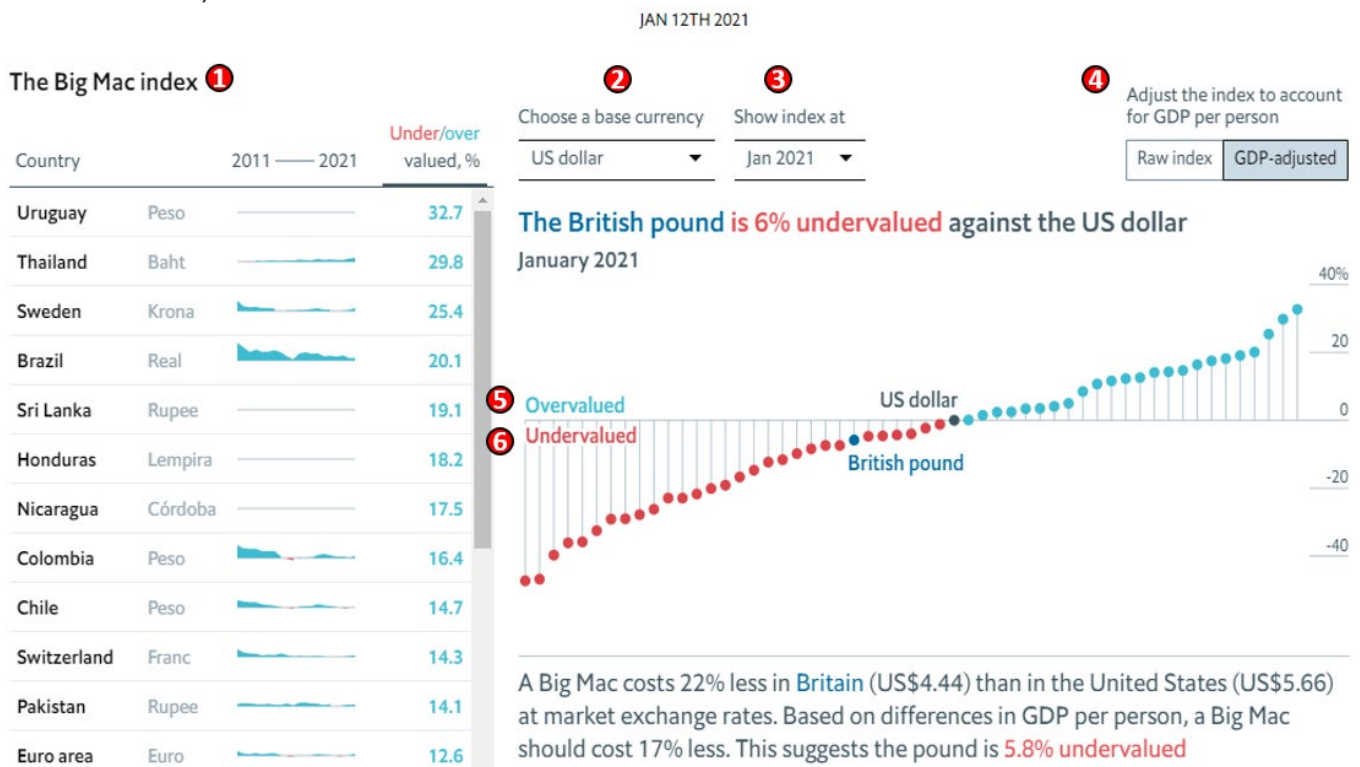 JAN 12TH 2021
The Big Mac index 1
2
3
4
Choose a base currency
Show index at
Adjust the index to account
for GDP per person
US dollar
Jan 2021
Raw index GDP-adjusted
Country 2011 2021 Under/over
valued, %
Uruguay Peso 32.7
Thailand Baht 29.8
Sweden Krona 25.4
Brazil Real 20.1
Sri Lanka Rupee 19.1
Honduras Lempira 18.2
Nicaragua Córdoba 17.5
Colombia Peso 16.4
Chile Peso 14.7
Switzerland Franc 14.3
Pakistan Rupee 14.1
Euro area Euro 12.6
The British pound is 6% undervalued against the US dollar
January 2021
40%
20
0
-20
-40
5 Overvalued
6 Undervalued
US dollar
British pound
A Big Mac costs 22% less in Britain (US$4.44) than in the United States (US$5.66)
at market exchange rates. Based on differences in GDP per person, a Big Mac
should cost 17% less. This suggests the pound is 5.8% undervalued